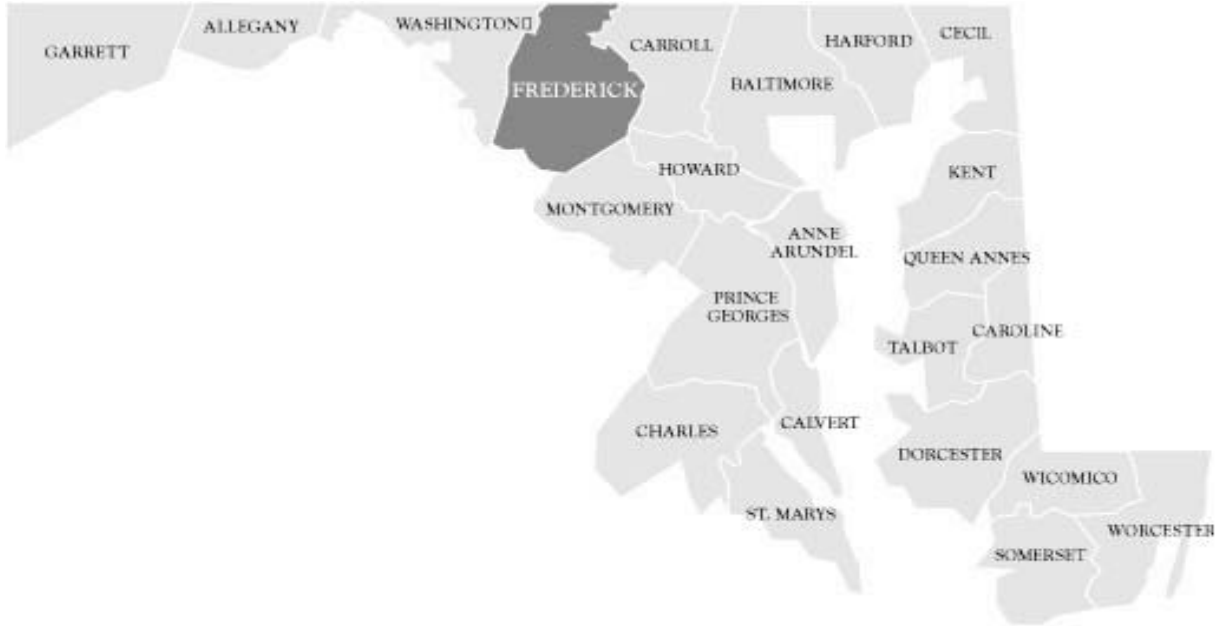 GARRETT
ALLEGANY
WASHINGTON▯
FREDERICK
CARROLL
BALTIMORE
HARFORD
CECIL
HOWARD
MONTGOMERY
KENT
ANNE
ARUNDEL
QUEEN ANNES
PRINCE
GEORGES
TALBOT
CAROLINE
CHARLES
CALVERT
DORCESTER
ST. MARYS
WICOMICO
WORCESTER
SOMERSET